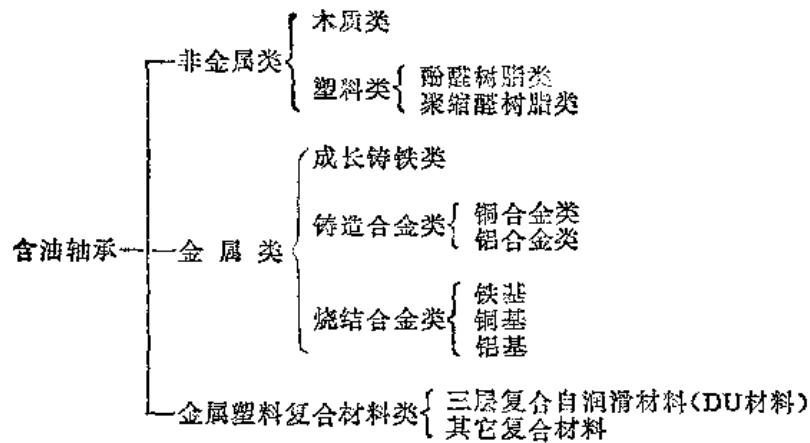 木质类
非金属类
塑料类
酚醛树脂类
聚缩醛树脂类
成长铸铁类
铸造合金类
铜合金类
铝合金类
含油轴承
金属类
烧结合金类
铁基
铜基
铝基
金属塑料复合材料类
三层复合自润滑材料(DU材料)
其它复合材料